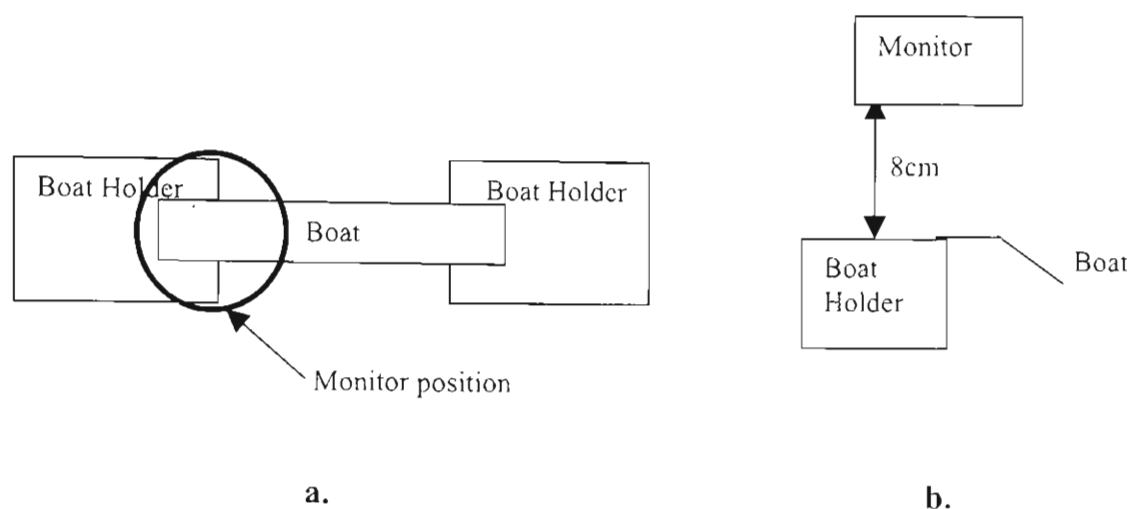 Boat Holder
Boat
Boat Holder
Monitor position
a.
Monitor
8cm
Boat
Holder
Boat
b.